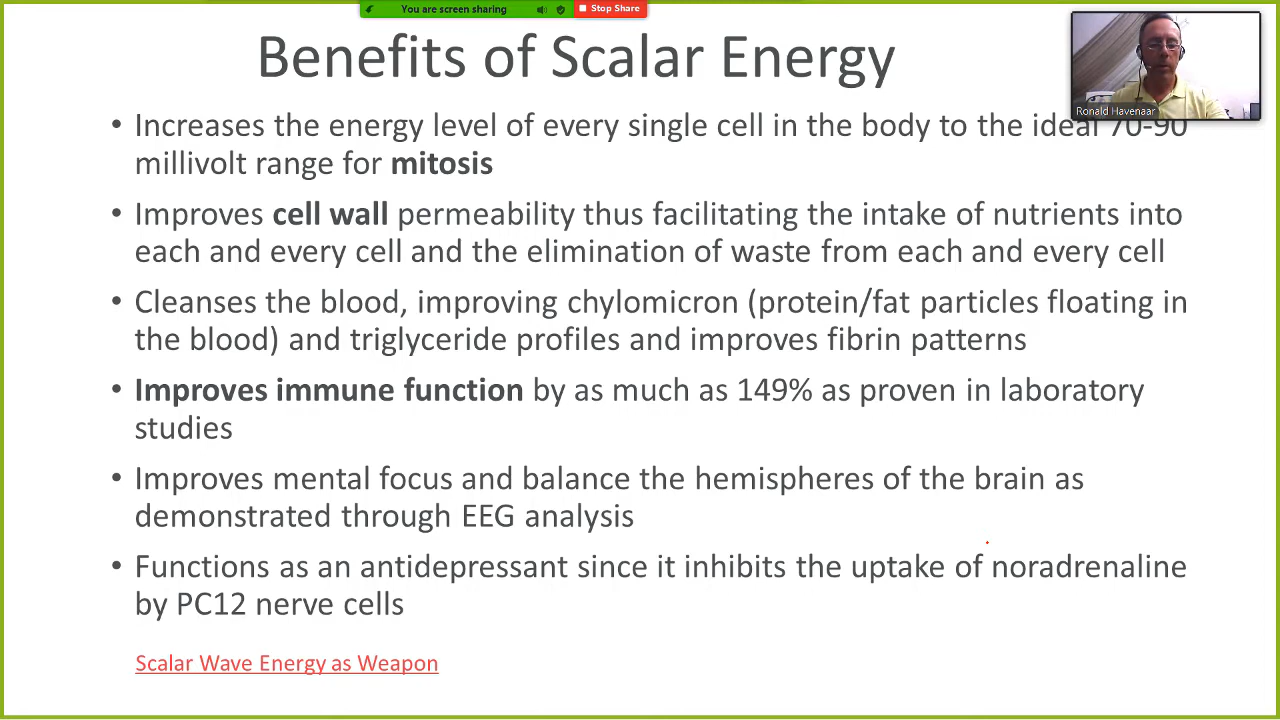 You are screen sharing
Stop Share
Benefits of Scalar Energy
Ronald Havenaar
• Increases the energy level of every single cell in the body to the ideal 70-90
millivolt range for mitosis
• Improves cell wall permeability thus facilitating the intake of nutrients into
each and every cell and the elimination of waste from each and every cell
• Cleanses the blood, improving chylomicron (protein/fat particles floating in
the blood) and triglyceride profiles and improves fibrin patterns
• Improves immune function by as much as 149% as proven in laboratory
studies
• Improves mental focus and balance the hemispheres of the brain as
demonstrated through EEG analysis
• Functions as an antidepressant since it inhibits the uptake of noradrenaline
by PC12 nerve cells
Scalar Wave Energy as Weapon